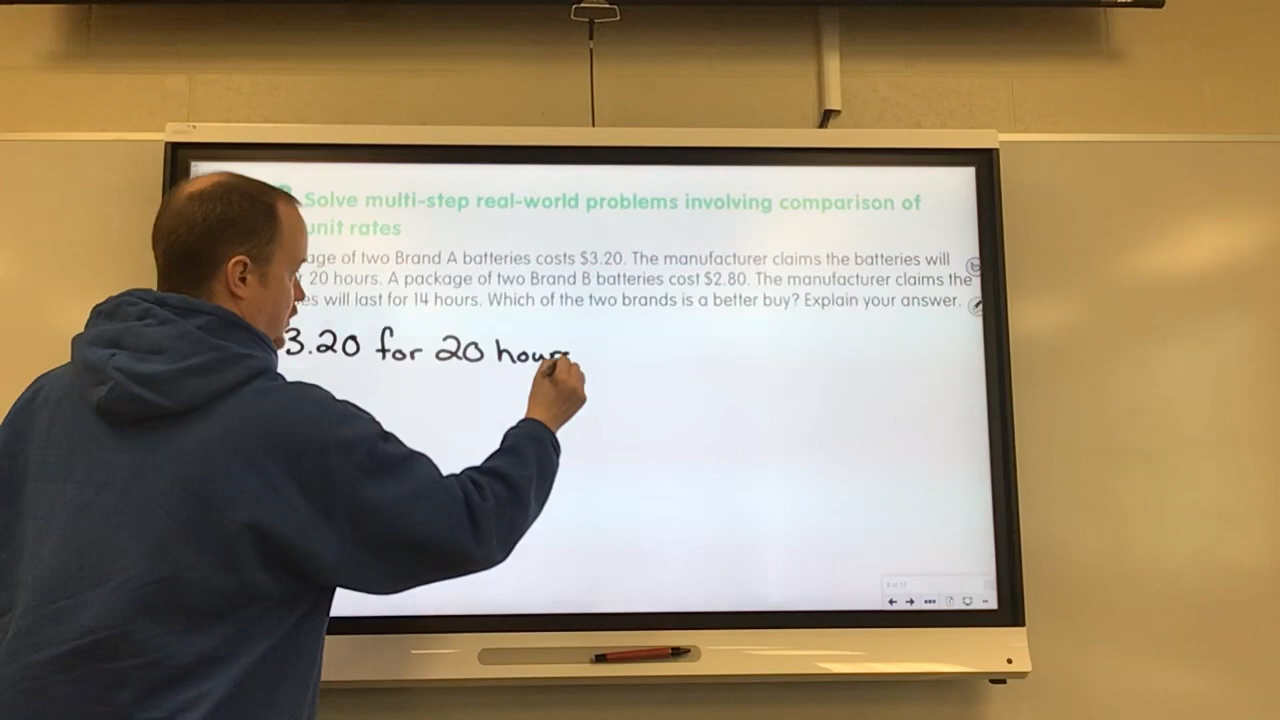 Solve multi-step real-world problems involving comparison of
unit rates
of two Brand A batteries costs $3.20. The manufacturer claims the batteries will
20 hours. A package of two Brand B batteries cost $2.80. The manufacturer claims the
will last for 14 hours. Which of the two brands is a better buy? Explain your answer.
3.20 for 20 hours